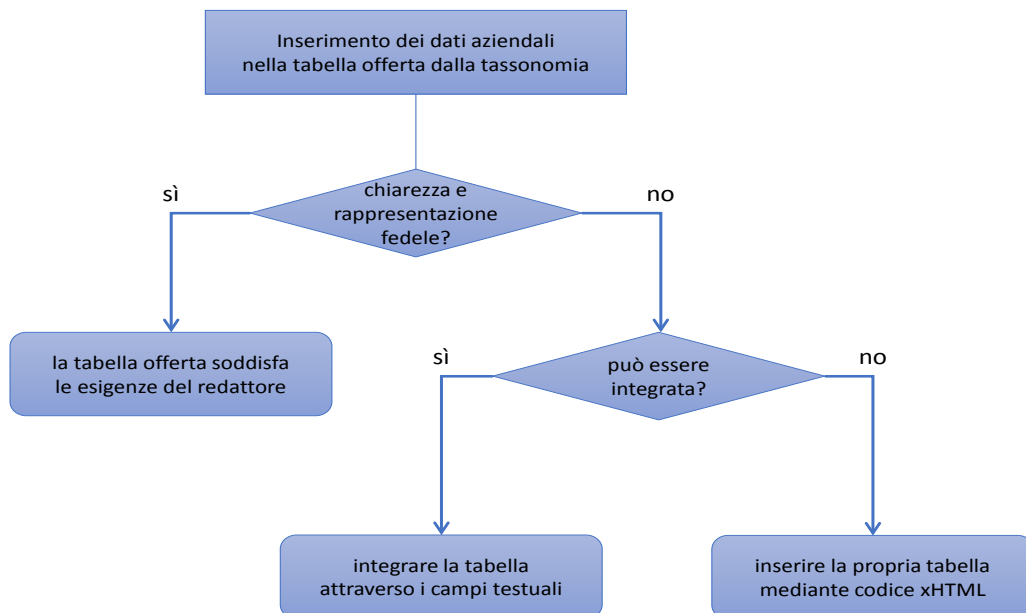 Inserimento dei dati aziendali
nella tabella offerta dalla tassonomia
sì
chiarezza e
rappresentazione
fedele?
no
la tabella offerta soddisfa
le esigenze del redattore
sì
può essere
integrata?
no
integrare la tabella
attraverso i campi testuali
inserire la propria tabella
mediante codice xHTML